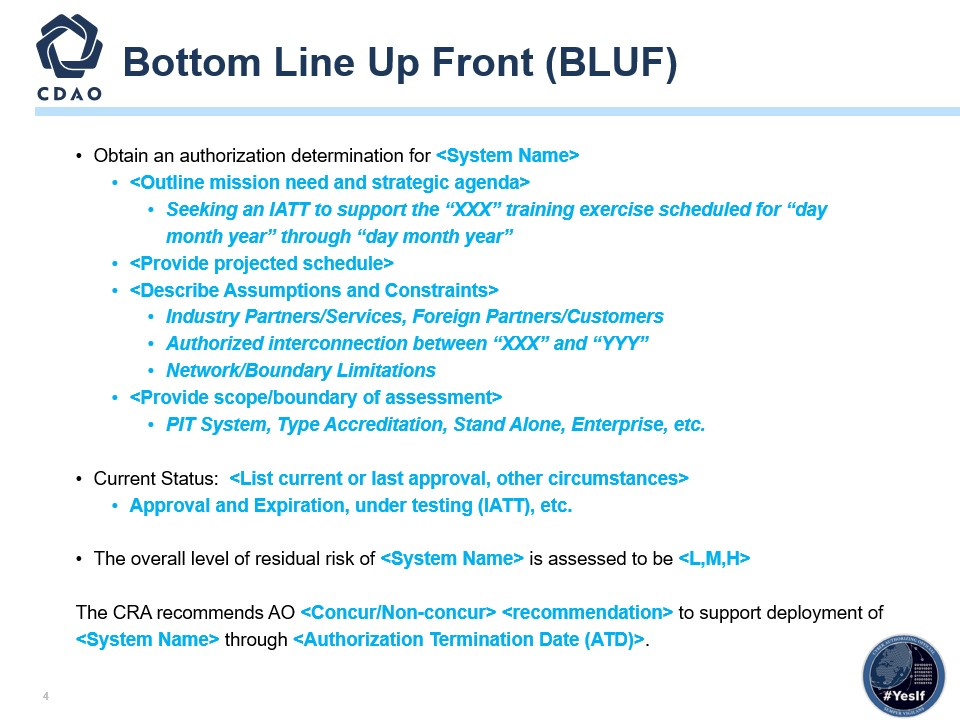 CDAO
Bottom Line Up Front (BLUF)
• Obtain an authorization determination for <System Name>
• <Outline mission need and strategic agenda>
• Seeking an IATT to support the “XXX” training exercise scheduled for “day
month year” through “day month year”
• <Provide projected schedule>
• <Describe Assumptions and Constraints>
• Industry Partners/Services, Foreign Partners/Customers
• Authorized interconnection between “XXX” and “YYY”
• Network/Boundary Limitations
• <Provide scope/boundary of assessment>
• PIT System, Type Accreditation, Stand Alone, Enterprise, etc.
• Current Status:  <List current or last approval, other circumstances>
• Approval and Expiration, under testing (IATT), etc.
• The overall level of residual risk of <System Name> is assessed to be <L,M,H>
The CRA recommends AO <Concur/Non-concur> <recommendation> to support deployment of
<System Name> through <Authorization Termination Date (ATD)>.
#YesIf
4